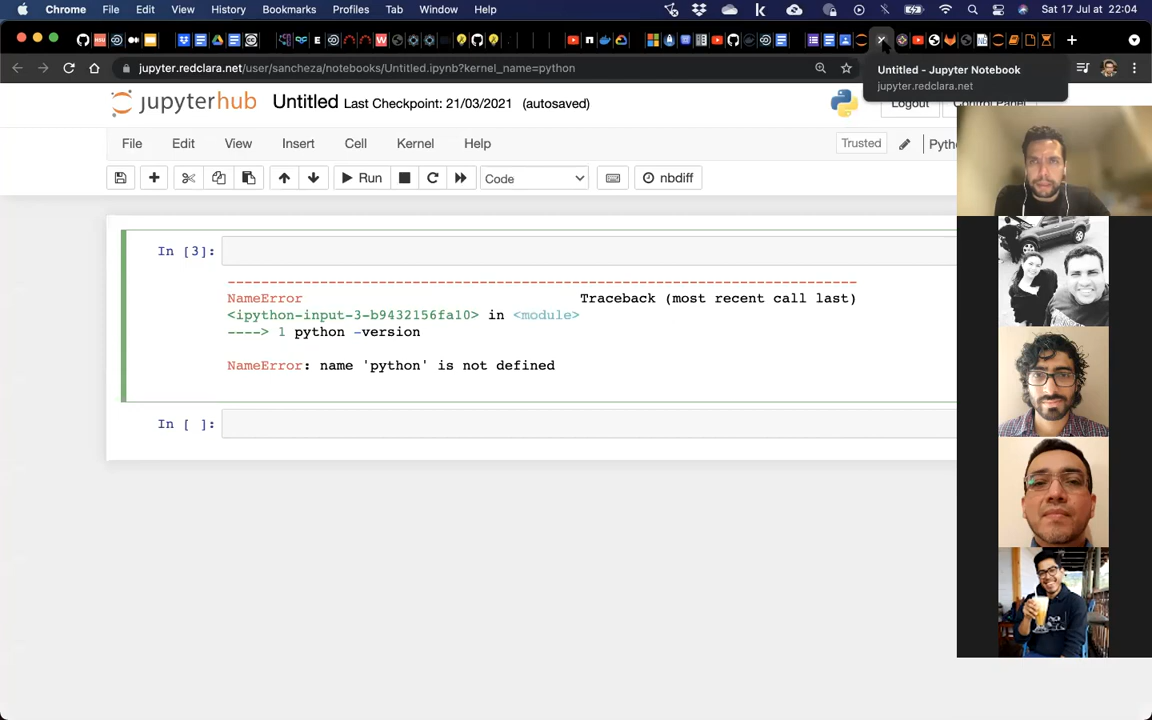 Chrome File Edit View History Bookmarks Profiles Tab Window Help Sat 17 Jul at 22:04
jupyter.redclara.net/user/sancheza/notebooks/Untitled.ipynb?kernel_name=python
Untitled - Jupyter Notebook
jupyter.redclara.net
jupyterhub Untitled Last Checkpoint: 21/03/2021 (autosaved)
Logout Control Panel
File Edit View Insert Cell Kernel Help Trusted
Run Code nbdiff
In [3]:
NameError Traceback (most recent call last)
<ipython-input-3-b9432156fa10> in <module>
----> 1 python -version
NameError: name 'python' is not defined
In [ ]: